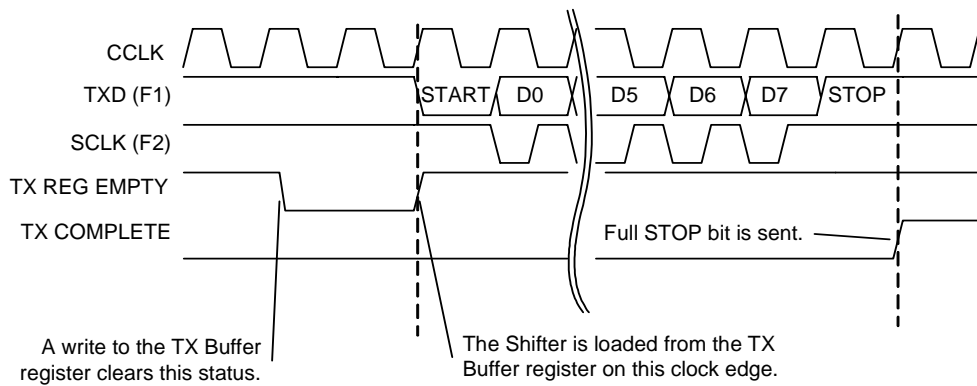 CCLK
TXD (F1)
START
D0
D5
D6
D7
STOP
SCLK (F2)
TX REG EMPTY
TX COMPLETE
Full STOP bit is sent.
A write to the TX Buffer
register clears this status.
The Shifter is loaded from the TX
Buffer register on this clock edge.